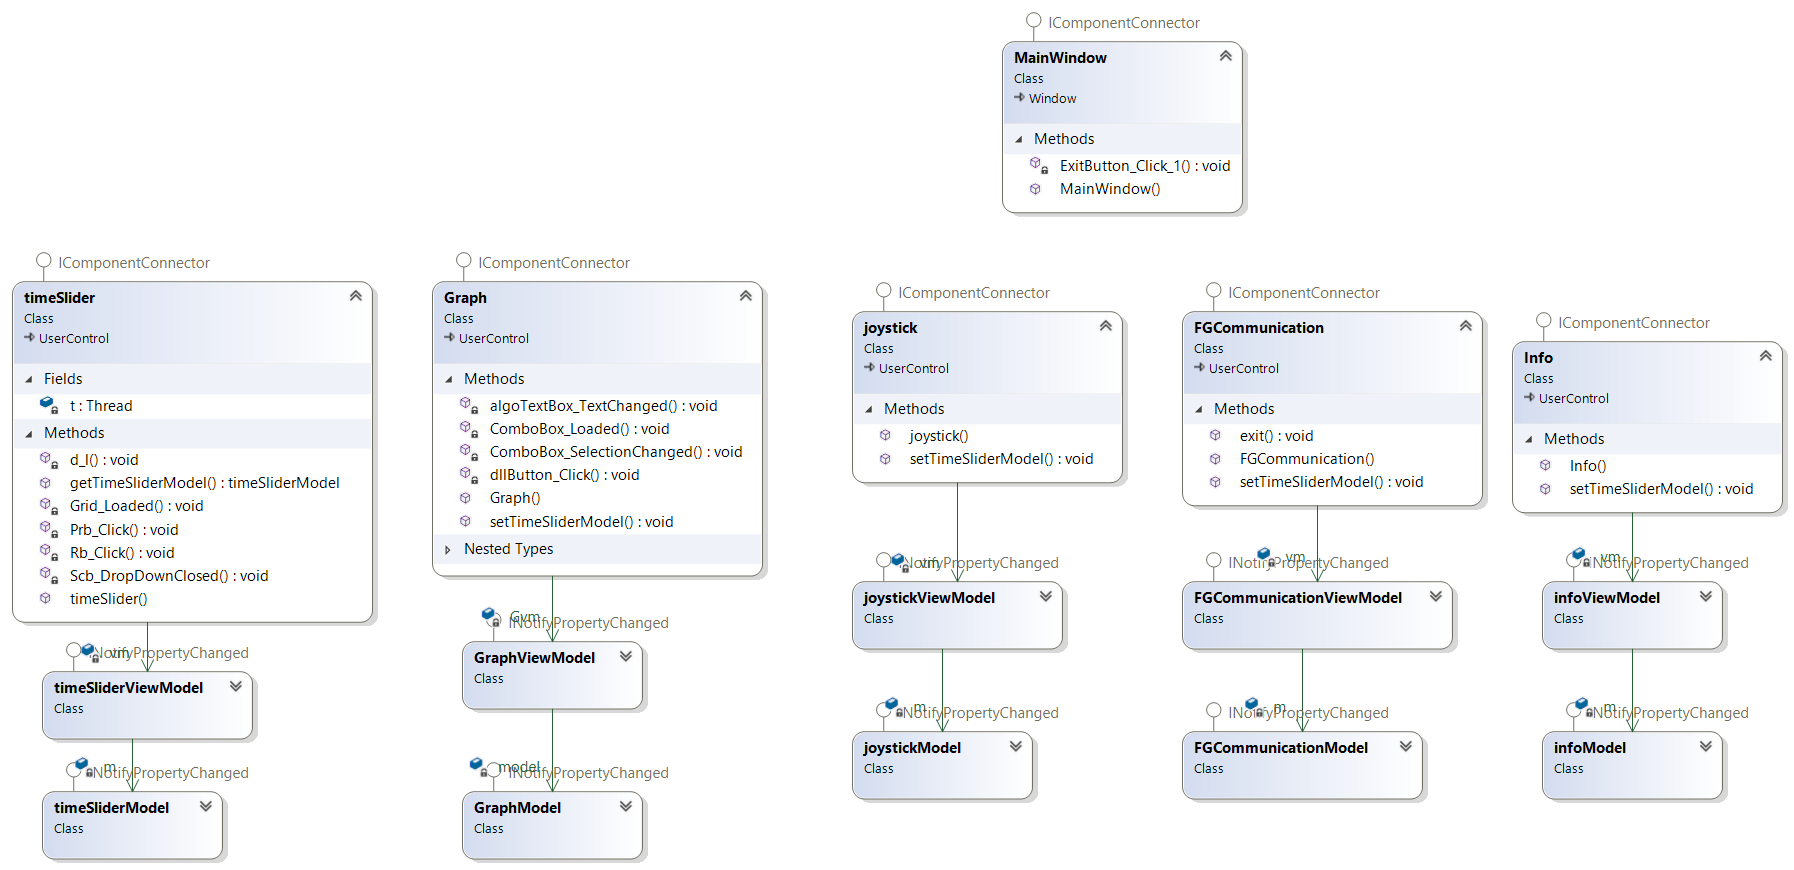 IComponentConnector
MainWindow
Class
Window
Methods
ExitButton_Click_1() : void
MainWindow()
IComponentConnector
timeSlider
Class
UserControl
Fields
t : Thread
Methods
d_l() : void
getTimeSliderModel() : timeSliderModel
Grid_Loaded() : void
Prb_Click() : void
Rb_Click() : void
Scb_DropDownClosed() : void
timeSlider()
vm
INotifyPropertyChanged
timeSliderViewModel
Class
m
INotifyPropertyChanged
timeSliderModel
Class
IComponentConnector
Graph
Class
UserControl
Methods
algoTextBox_TextChanged() : void
ComboBox_Loaded() : void
ComboBox_SelectionChanged() : void
dllButton_Click() : void
Graph()
setTimeSliderModel() : void
Nested Types
Gvm
INotifyPropertyChanged
GraphViewModel
Class
model
INotifyPropertyChanged
GraphModel
Class
IComponentConnector
joystick
Class
UserControl
Methods
joystick()
setTimeSliderModel() : void
vm
INotifyPropertyChanged
joystickViewModel
Class
m
INotifyPropertyChanged
joystickModel
Class
IComponentConnector
FGCommunication
Class
UserControl
Methods
exit() : void
FGCommunication()
setTimeSliderModel() : void
vm
INotifyPropertyChanged
FGCommunicationViewModel
Class
m
INotifyPropertyChanged
FGCommunicationModel
Class
IComponentConnector
Info
Class
UserControl
Methods
Info()
setTimeSliderModel() : void
vm
INotifyPropertyChanged
infoViewModel
Class
m
INotifyPropertyChanged
infoModel
Class